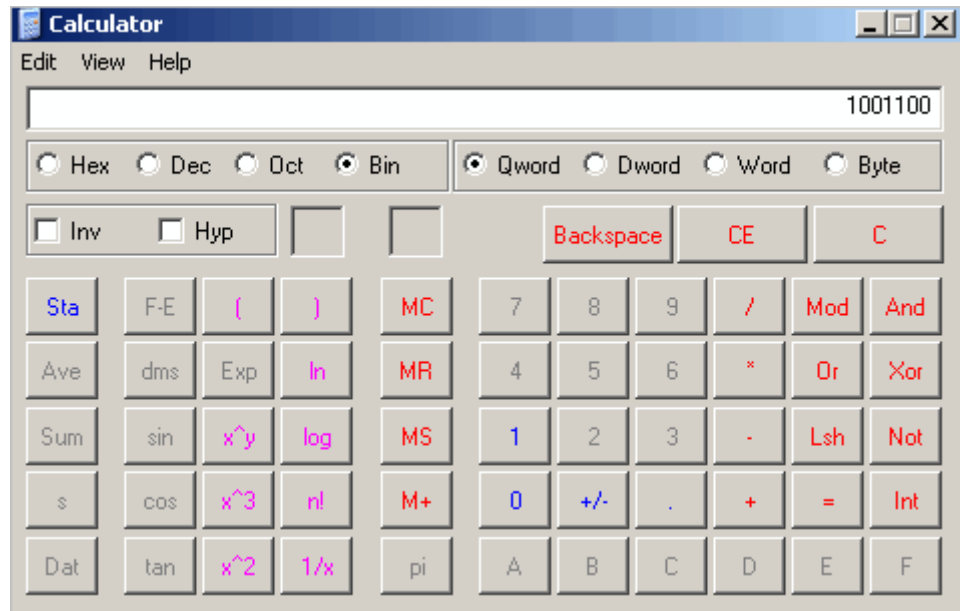 Calculator
Edit View Help
1001100
Hex Dec Oct Bin Qword Dword Word Byte
Inv Hyp Backspace CE C
Sta F-E ( ) MC 7 8 9 / Mod And
Ave dms Exp ln MR 4 5 6 * Or Xor
Sum sin x^y log MS 1 2 3 - Lsh Not
s cos x^3 n! M+ 0 +/- . + = Int
Dat tan x^2 1/x pi A B C D E F